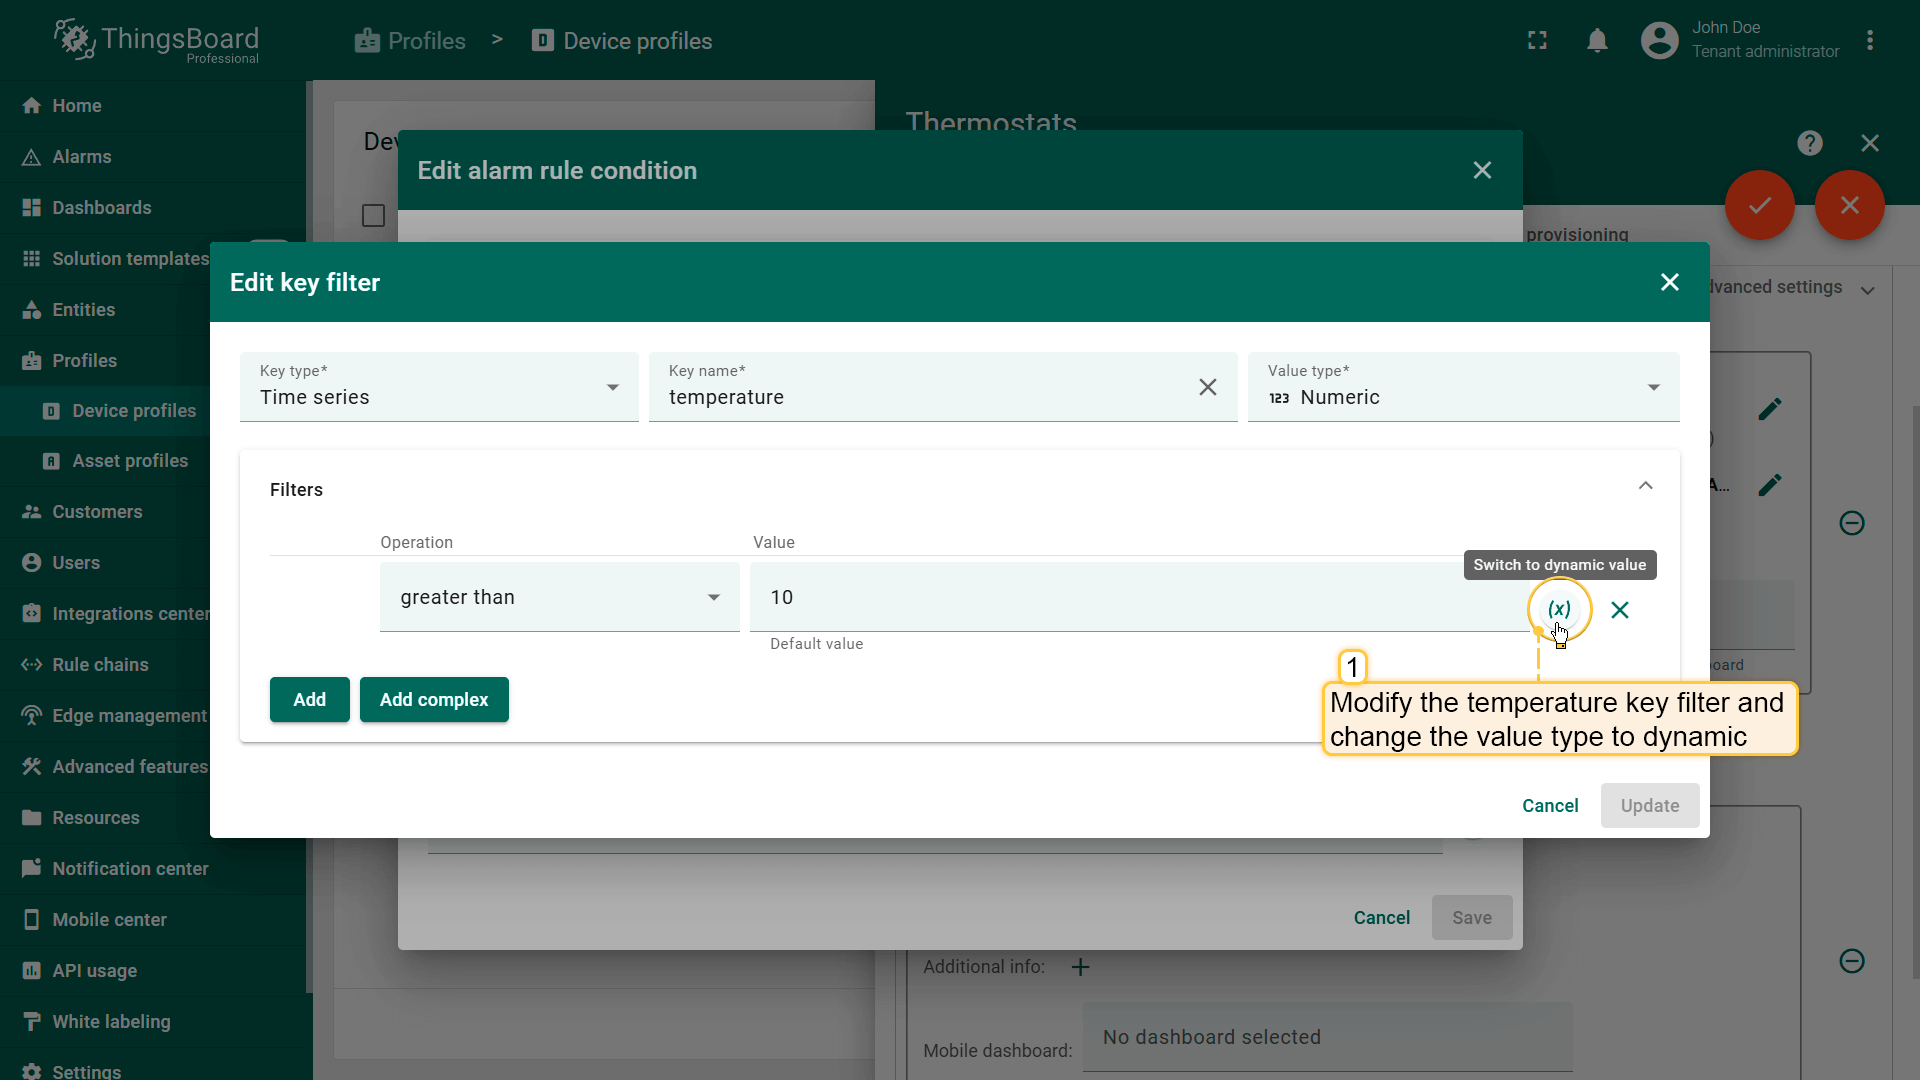 ThingsBoard
Professional
Profiles > Device profiles
John Doe
Tenant administrator
Home
Alarms
Dashboards
Solution templates
Entities
Profiles
Device profiles
Asset profiles
Customers
Users
Integrations center
Rule chains
Edge management
Advanced features
Resources
Notification center
Mobile center
API usage
White labeling
Settings
Thermostats
Edit alarm rule condition
provisioning
Edit key filter
Key type*
Time series
Key name*
temperature
Value type*
123 Numeric
Filters
Operation
Value
Switch to dynamic value
greater than
10
(x)
Default value
Add
Add complex
1
Modify the temperature key filter and
change the value type to dynamic
Cancel
Update
Cancel
Save
Additional info:
Mobile dashboard:
No dashboard selected